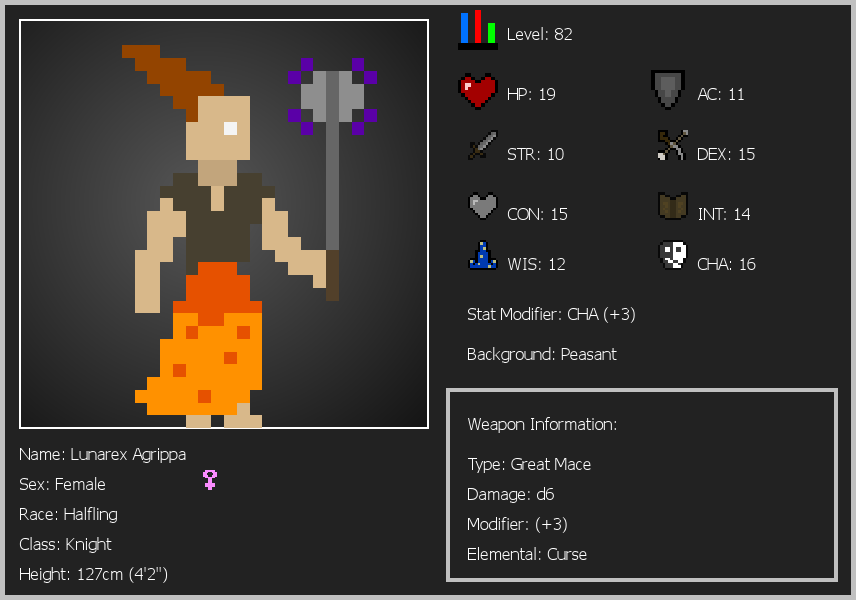 Level: 82
HP: 19
AC: 11
STR: 10
DEX: 15
CON: 15
INT: 14
WIS: 12
CHA: 16
Stat Modifier: CHA (+3)
Background: Peasant
Name: Lunarex Agrippa
Sex: Female
Race: Halfling
Class: Knight
Height: 127cm (4'2")
Weapon Information:
Type: Great Mace
Damage: d6
Modifier: (+3)
Elemental: Curse